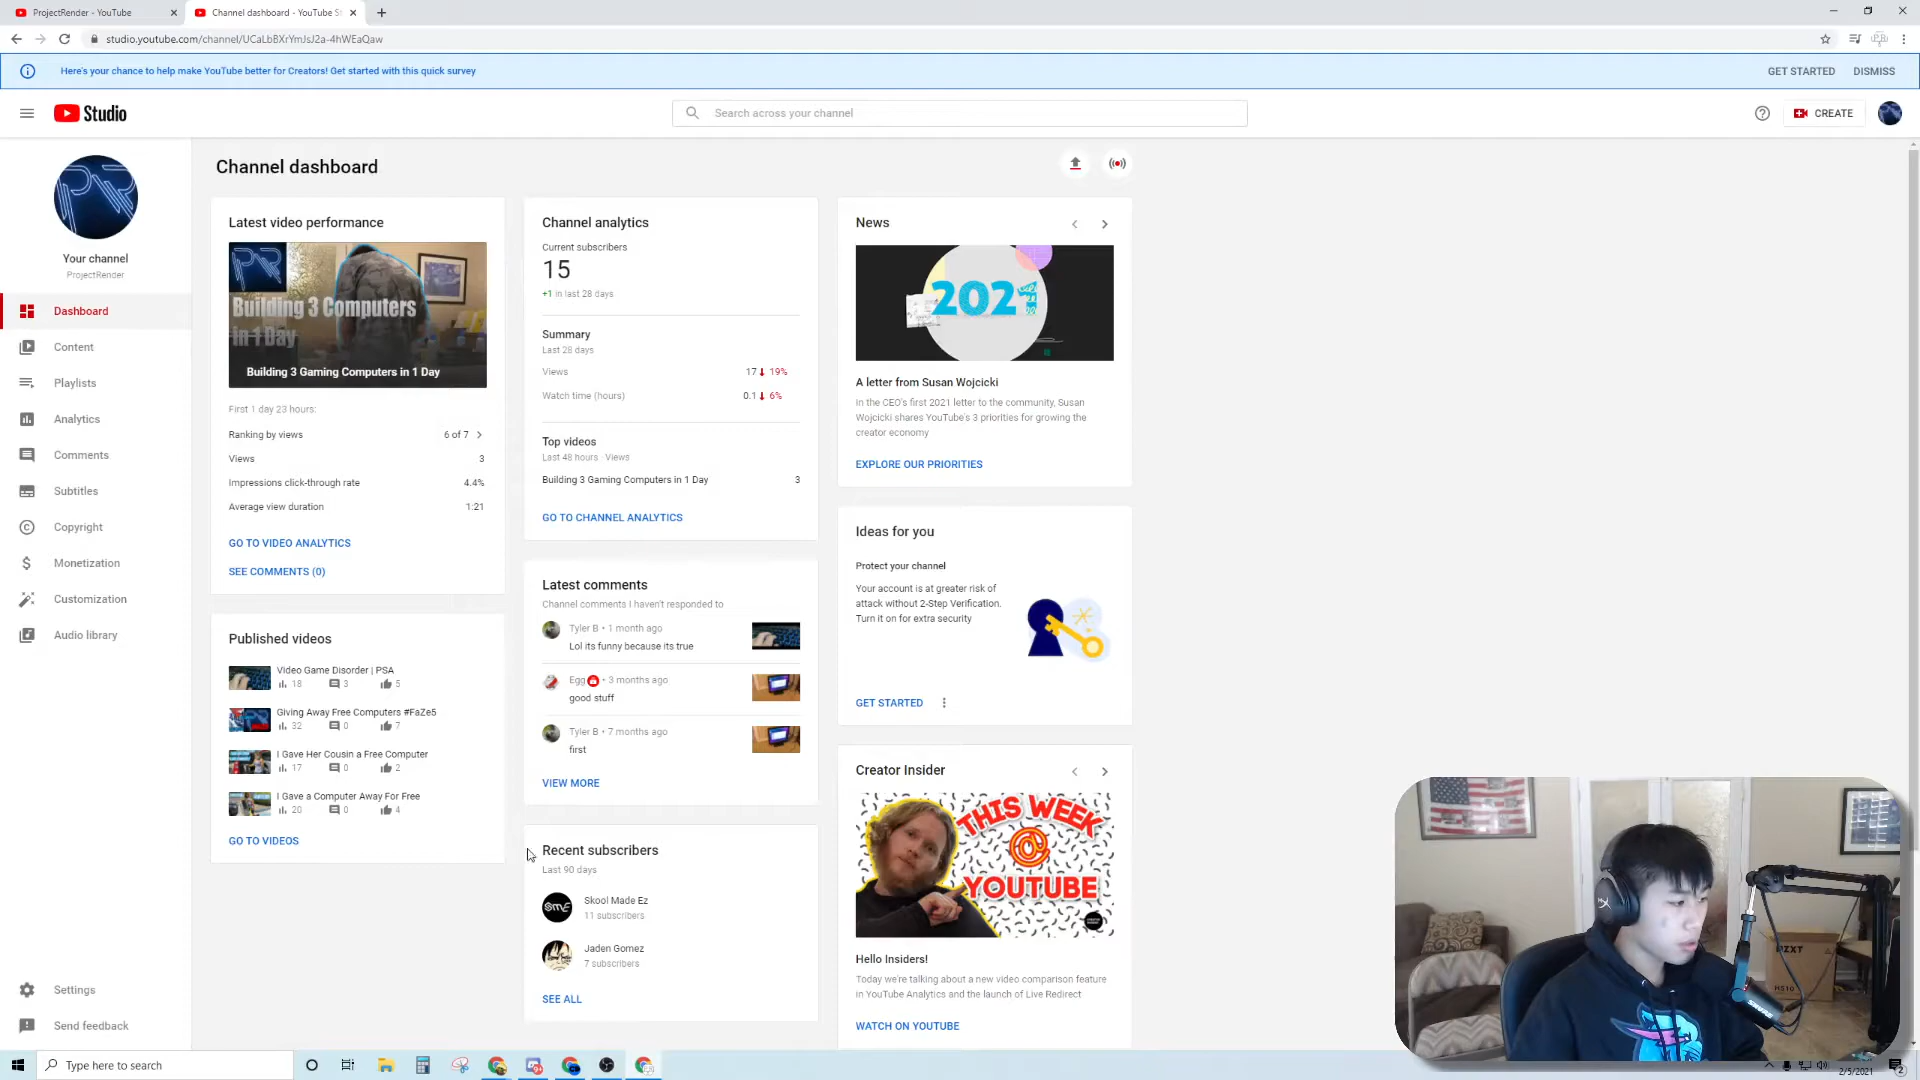 ProjectRender - YouTube
Channel dashboard - YouTube S
studio.youtube.com/channel/UCaLbBXrYmJsJ2a-4hWEaQaw
Here's your chance to help make YouTube better for Creators! Get started with this quick survey
GET STARTED
DISMISS
Studio
Search across your channel
CREATE
Your channel
ProjectRender
Dashboard
Content
Playlists
Analytics
Comments
Subtitles
Copyright
Monetization
Customization
Audio library
Settings
Send feedback
Channel dashboard
Latest video performance
Building 3 Computers
in 1 Day
Building 3 Gaming Computers in 1 Day
First 1 day 23 hours:
Ranking by views 6 of 7
Views 3
Impressions click-through rate 4.4%
Average view duration 1:21
GO TO VIDEO ANALYTICS
SEE COMMENTS (0)
Published videos
Video Game Disorder | PSA
18 3 5
Giving Away Free Computers #FaZe5
32 0 7
I Gave Her Cousin a Free Computer
17 0 2
I Gave a Computer Away For Free
20 0 4
GO TO VIDEOS
Channel analytics
Current subscribers
15
+1 in last 28 days
Summary
Last 28 days
Views 17 19%
Watch time (hours) 0.1 6%
Top videos
Last 48 hours · Views
Building 3 Gaming Computers in 1 Day 3
GO TO CHANNEL ANALYTICS
Latest comments
Channel comments I haven't responded to
Tyler B • 1 month ago
Lol its funny because its true
Egg • 3 months ago
good stuff
Tyler B • 7 months ago
first
VIEW MORE
Recent subscribers
Last 90 days
SME
Skool Made Ez
11 subscribers
Jaden Gomez
7 subscribers
SEE ALL
News
2021
A letter from Susan Wojcicki
In the CEO's first 2021 letter to the community, Susan
Wojcicki shares YouTube's 3 priorities for growing the
creator economy
EXPLORE OUR PRIORITIES
Ideas for you
Protect your channel
Your account is at greater risk of
attack without 2-Step Verification.
Turn it on for extra security
GET STARTED
Creator Insider
THIS WEEK
@
YOUTUBE
Hello Insiders!
Today we're talking about a new video comparison feature
in YouTube Analytics and the launch of Live Redirect
WATCH ON YOUTUBE
NZXT
H510
SHURE
Type here to search
2/5/2021
2